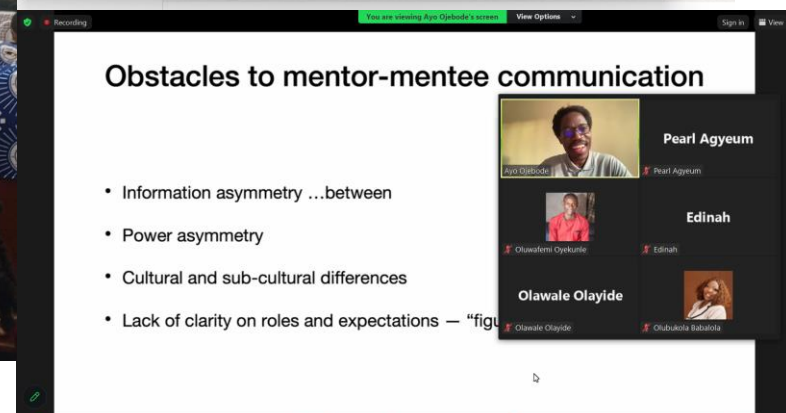 Recording
You are viewing Ayo Ojebode's screen
View Options
Sign in
View
Obstacles to mentor-mentee communication
• Information asymmetry …between
• Power asymmetry
• Cultural and sub-cultural differences
• Lack of clarity on roles and expectations — “figu
Ayo Ojebode
Pearl Agyeum
Pearl Agyeum
Oluwafemi Oyekunle
Edinah
Edinah
Olawale Olayide
Olawale Olayide
Olubukola Babalola